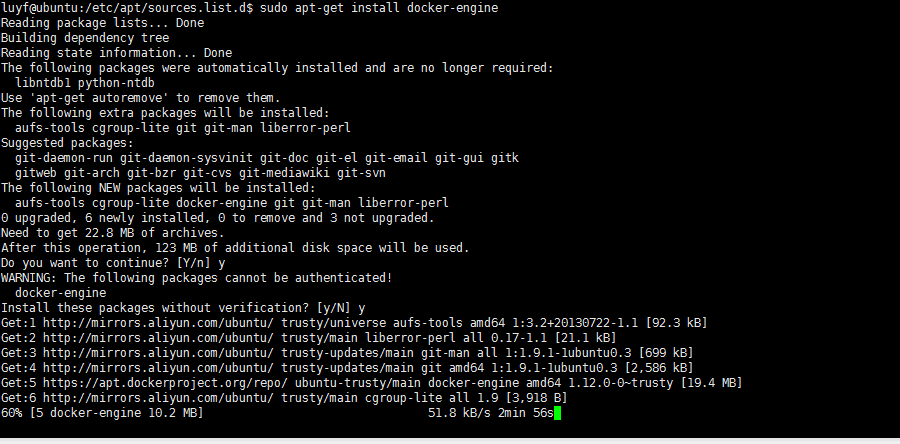 luyf@ubuntu:/etc/apt/sources.list.d$ sudo apt-get install docker-engine
Reading package lists... Done
Building dependency tree
Reading state information... Done
The following packages were automatically installed and are no longer required:
  libntdb1 python-ntdb
Use 'apt-get autoremove' to remove them.
The following extra packages will be installed:
  aufs-tools cgroup-lite git git-man liberror-perl
Suggested packages:
  git-daemon-run git-daemon-sysvinit git-doc git-el git-email git-gui gitk
  gitweb git-arch git-bzr git-cvs git-mediawiki git-svn
The following NEW packages will be installed:
  aufs-tools cgroup-lite docker-engine git git-man liberror-perl
0 upgraded, 6 newly installed, 0 to remove and 3 not upgraded.
Need to get 22.8 MB of archives.
After this operation, 123 MB of additional disk space will be used.
Do you want to continue? [Y/n] y
WARNING: The following packages cannot be authenticated!
  docker-engine
Install these packages without verification? [y/N] y
Get:1 http://mirrors.aliyun.com/ubuntu/ trusty/universe aufs-tools amd64 1:3.2+20130722-1.1 [92.3 kB]
Get:2 http://mirrors.aliyun.com/ubuntu/ trusty/main liberror-perl all 0.17-1.1 [21.1 kB]
Get:3 http://mirrors.aliyun.com/ubuntu/ trusty-updates/main git-man all 1:1.9.1-1ubuntu0.3 [699 kB]
Get:4 http://mirrors.aliyun.com/ubuntu/ trusty-updates/main git amd64 1:1.9.1-1ubuntu0.3 [2,586 kB]
Get:5 https://apt.dockerproject.org/repo/ ubuntu-trusty/main docker-engine amd64 1.12.0-0~trusty [19.4 MB]
Get:6 http://mirrors.aliyun.com/ubuntu/ trusty/main cgroup-lite all 1.9 [3,918 B]
60% [5 docker-engine 10.2 MB] 51.8 kB/s 2min 56s